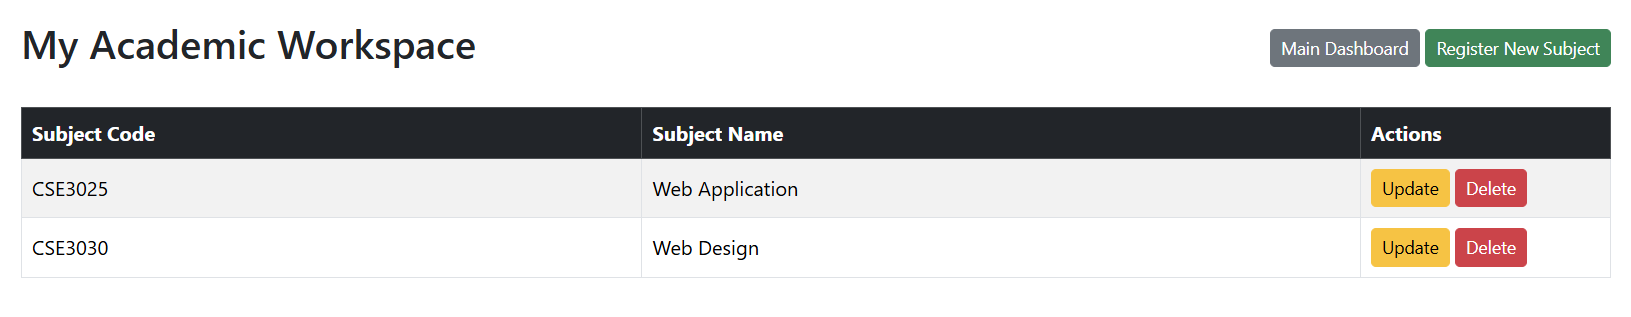 My Academic Workspace
Main Dashboard Register New Subject
Subject Code Subject Name Actions
CSE3025 Web Application Update Delete
CSE3030 Web Design Update Delete